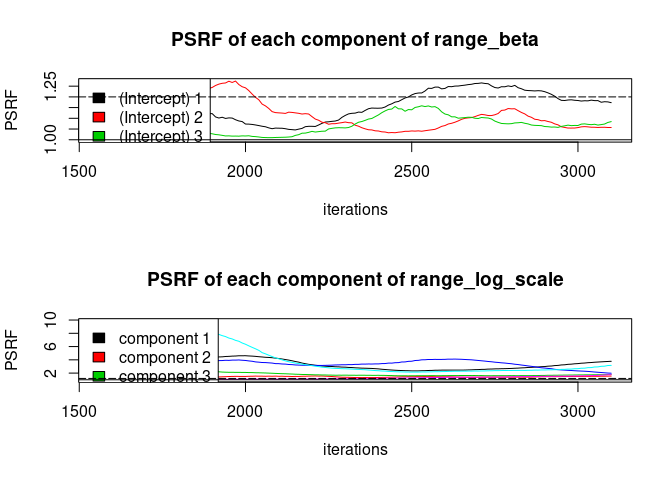 PSRF of each component of range_beta
PSRF
1.00 1.25
(Intercept) 1
(Intercept) 2
(Intercept) 3
1500 2000 2500 3000
iterations
PSRF of each component of range_log_scale
PSRF
2 6 10
component 1
component 2
component 3
1500 2000 2500 3000
iterations